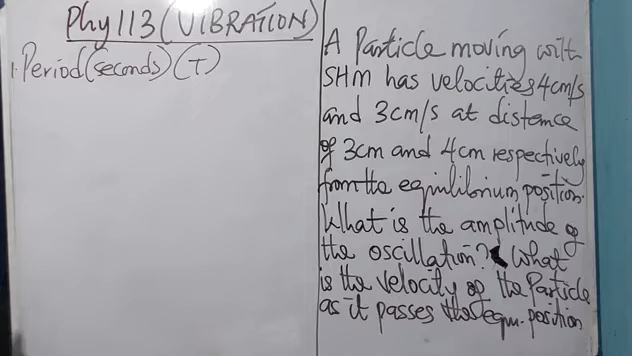 Phy 113 (VIBRATION)
1. Period (seconds) (T)
A Particle moving with
SHM has velocities 4cm/s
and 3cm/s at distance
of 3cm and 4cm respectively
from the equilibrium position.
What is the amplitude of
the oscillation? What
is the velocity of the Particle
as it passes the equ. position